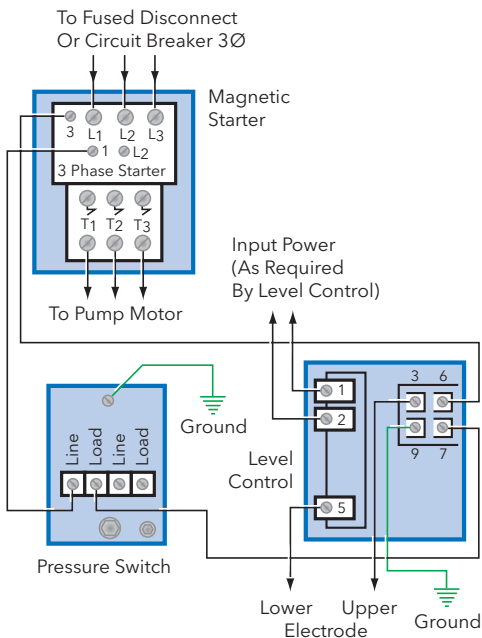 To Fused Disconnect
Or Circuit Breaker 3Ø
Magnetic
Starter
3 L1 L2 L3
1 L2
3 Phase Starter
T1 T2 T3
To Pump Motor
Input Power
(As Required
By Level Control)
Ground
Line Load Line Load
Pressure Switch
Level
Control
1
2
5
3 6
9 7
Lower Upper
Electrode
Ground